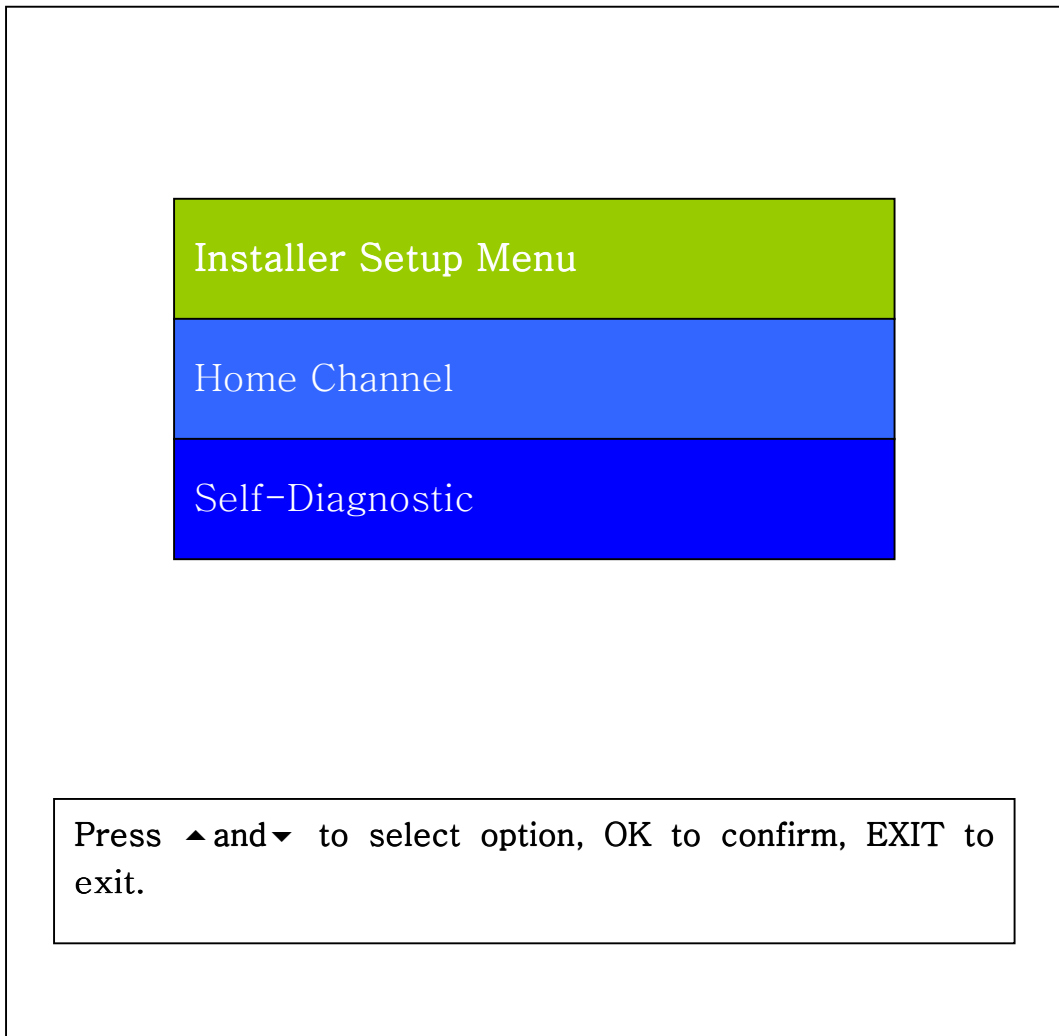 Installer Setup Menu
Home Channel
Self-Diagnostic
Press ▲and▼ to select option, OK to confirm, EXIT to
exit.